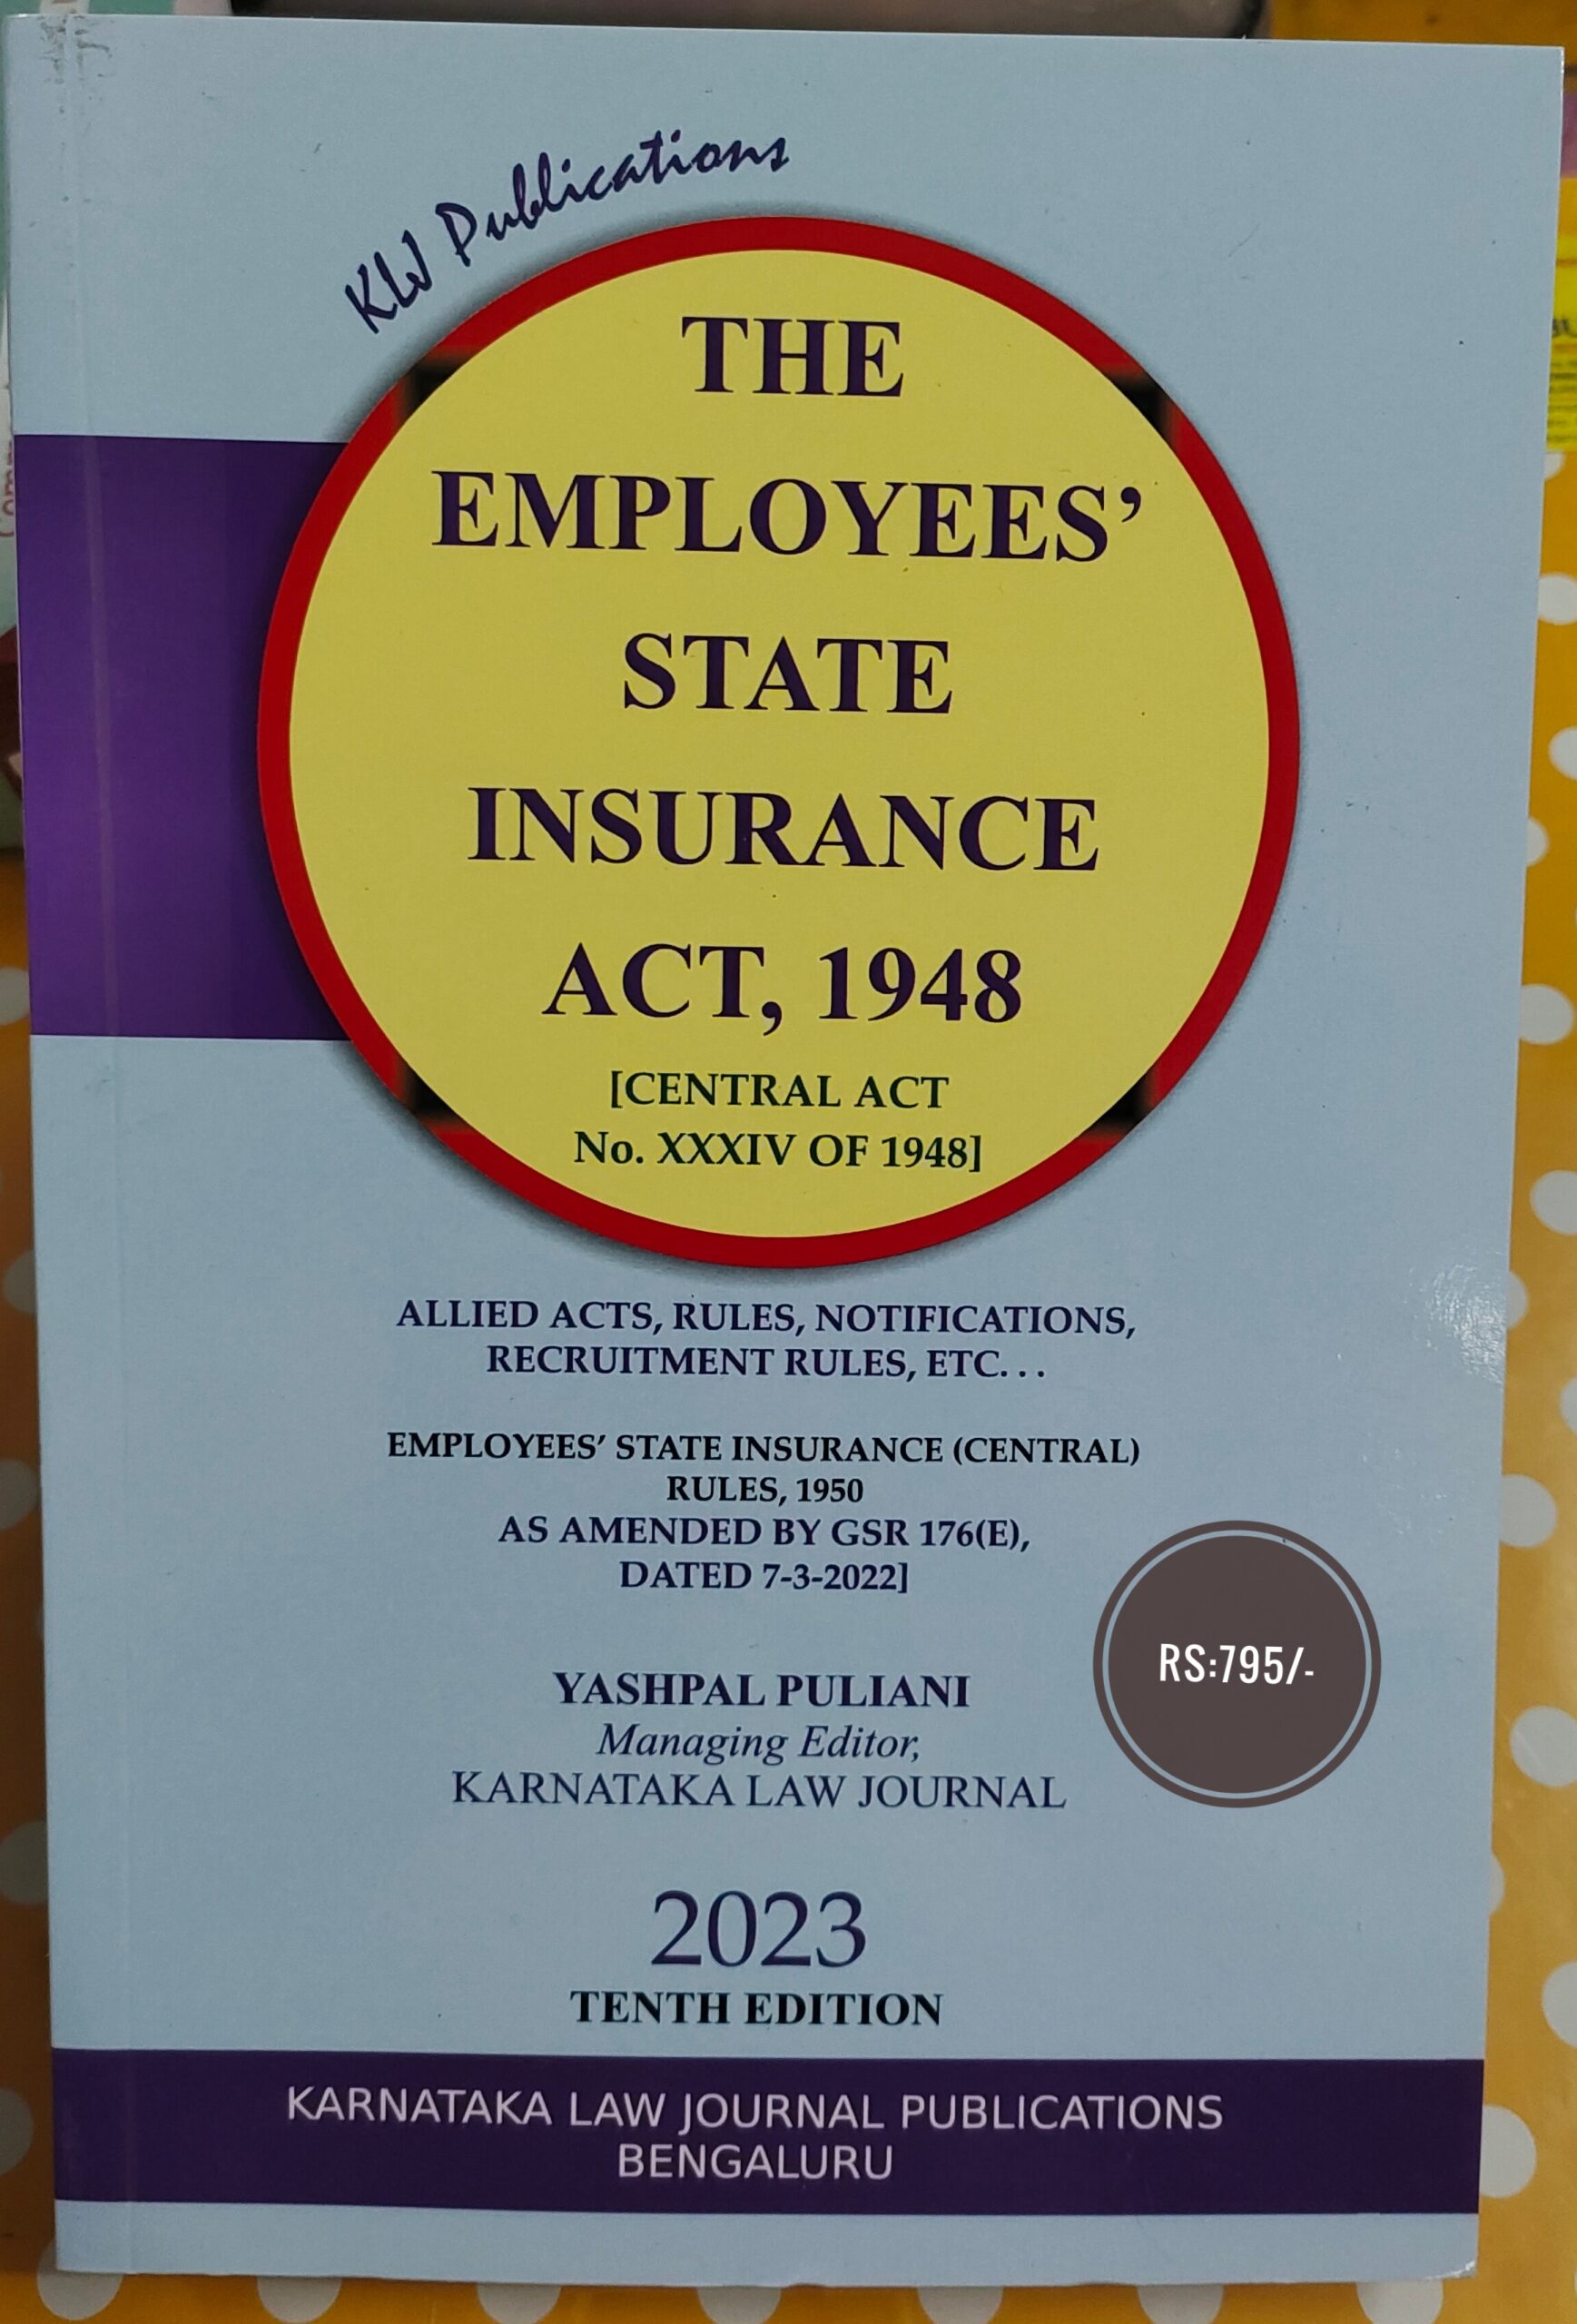 KLJ Publications
THE
EMPLOYEES’
STATE
INSURANCE
ACT, 1948
[CENTRAL ACT
No. XXXIV OF 1948]
ALLIED ACTS, RULES, NOTIFICATIONS,
RECRUITMENT RULES, ETC. . .
EMPLOYEES’ STATE INSURANCE (CENTRAL)
RULES, 1950
AS AMENDED BY GSR 176(E),
DATED 7-3-2022]
RS:795/-
YASHPAL PULIANI
Managing Editor,
KARNATAKA LAW JOURNAL
2023
TENTH EDITION
KARNATAKA LAW JOURNAL PUBLICATIONS
BENGALURU